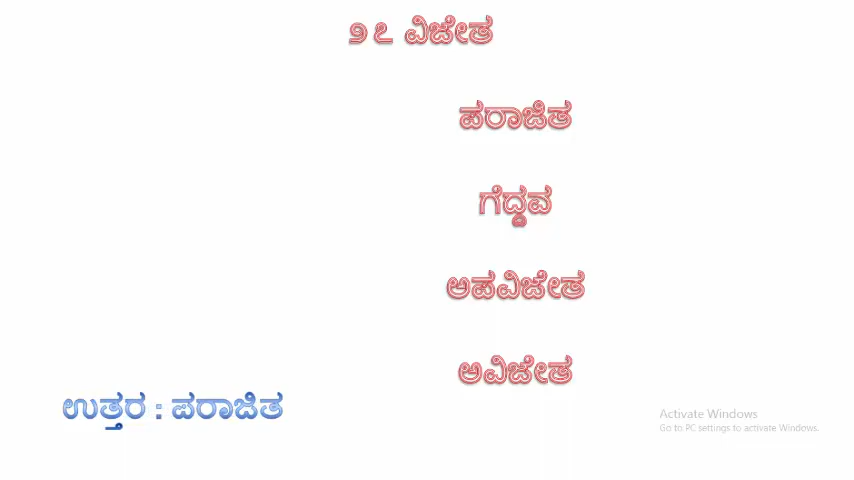 ೨೭ ವಿಜೇತ
ಪರಾಜಿತ
ಗೆದ್ದವ
ಅಪವಿಜೇತ
ಅವಿಜೇತ
ಉತ್ತರ : ಪರಾಜಿತ
Activate Windows
Go to PC settings to activate Windows.